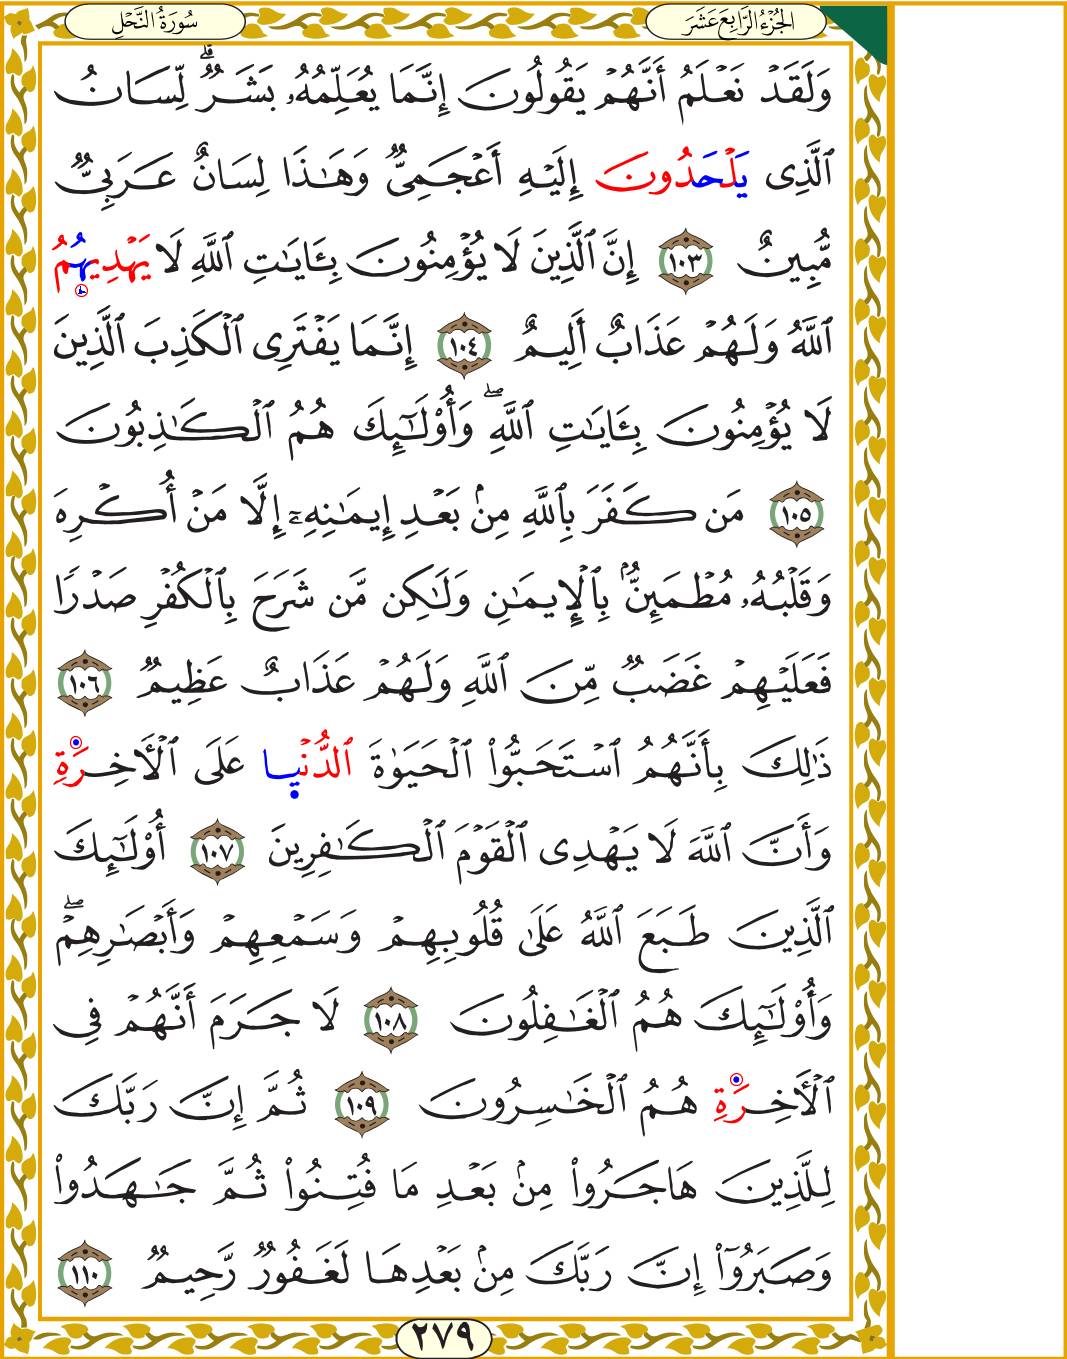 الجُزْءُ الرَّابِعَ عَشَرَ
سُورَةُ النَّحْلِ
وَلَقَدْ نَعْلَمُ أَنَّهُمْ يَقُولُونَ إِنَّمَا يُعَلِّمُهُۥ بَشَرٌۗ لِّسَانُ
ٱلَّذِى يَلْحَدُونَ إِلَيْهِ أَعْجَمِىٌّ وَهَٰذَا لِسَانٌ عَرَبِىٌّ
مُّبِينٌ ١٠٣ إِنَّ ٱلَّذِينَ لَا يُؤْمِنُونَ بِـَٔايَٰتِ ٱللَّهِ لَا يَهْدِيهُمُ
ٱللَّهُ وَلَهُمْ عَذَابٌ أَلِيمٌ ١٠٤ إِنَّمَا يَفْتَرِى ٱلْكَذِبَ ٱلَّذِينَ
لَا يُؤْمِنُونَ بِـَٔايَٰتِ ٱللَّهِۖ وَأُو۟لَٰٓئِكَ هُمُ ٱلْكَٰذِبُونَ
١٠٥ مَن كَفَرَ بِٱللَّهِ مِنۢ بَعْدِ إِيمَٰنِهِۦٓ إِلَّا مَنْ أُكْرِهَ
وَقَلْبُهُۥ مُطْمَئِنٌّۢ بِٱلْإِيمَٰنِ وَلَٰكِن مَّن شَرَحَ بِٱلْكُفْرِ صَدْرًا
فَعَلَيْهِمْ غَضَبٌ مِّنَ ٱللَّهِ وَلَهُمْ عَذَابٌ عَظِيمٌ ١٠٦
ذَٰلِكَ بِأَنَّهُمُ ٱسْتَحَبُّوا۟ ٱلْحَيَوٰةَ ٱلدُّنْيا عَلَى ٱلْأَخِرَةِ
وَأَنَّ ٱللَّهَ لَا يَهْدِى ٱلْقَوْمَ ٱلْكَٰفِرِينَ ١٠٧ أُو۟لَٰٓئِكَ
ٱلَّذِينَ طَبَعَ ٱللَّهُ عَلَىٰ قُلُوبِهِمْ وَسَمْعِهِمْ وَأَبْصَٰرِهِمْۖ
وَأُو۟لَٰٓئِكَ هُمُ ٱلْغَٰفِلُونَ ١٠٨ لَا جَرَمَ أَنَّهُمْ فِى
ٱلْأَخِرَةِ هُمُ ٱلْخَٰسِرُونَ ١٠٩ ثُمَّ إِنَّ رَبَّكَ
لِلَّذِينَ هَاجَرُوا۟ مِنۢ بَعْدِ مَا فُتِنُوا۟ ثُمَّ جَٰهَدُوا۟
وَصَبَرُوٓا۟ إِنَّ رَبَّكَ مِنۢ بَعْدِهَا لَغَفُورٌ رَّحِيمٌ ١١٠
٢٧٩